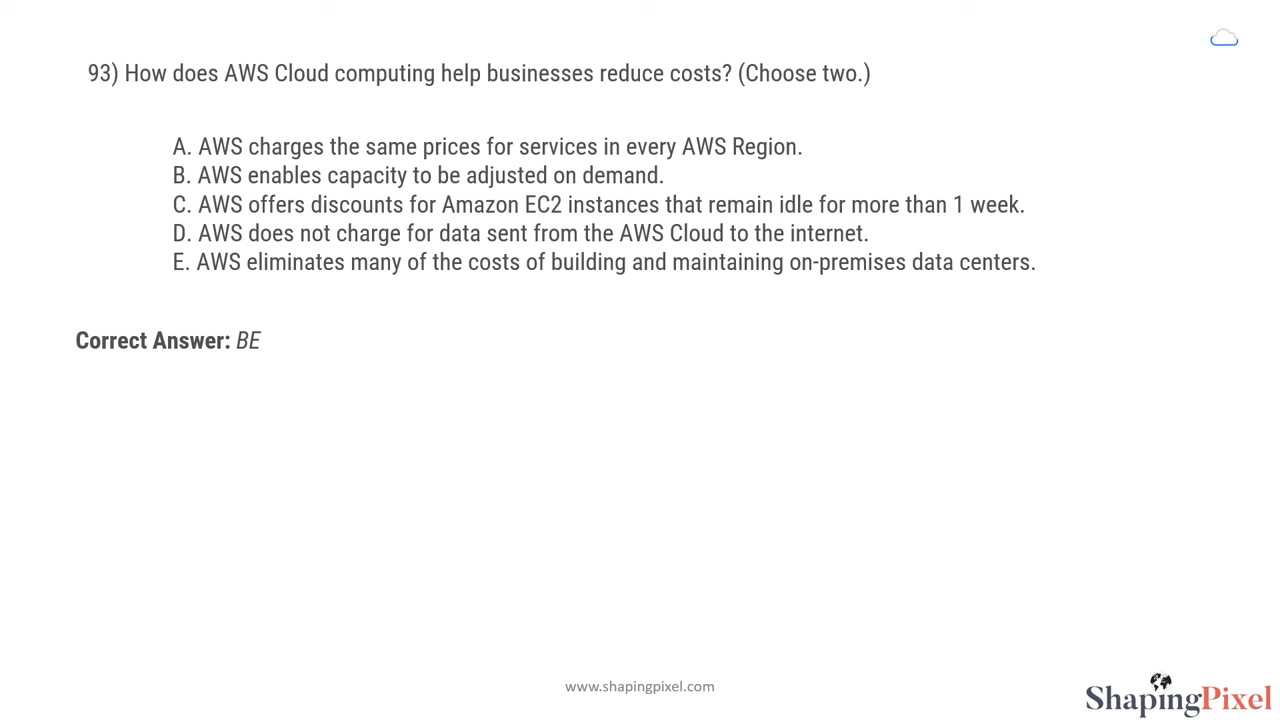 93) How does AWS Cloud computing help businesses reduce costs? (Choose two.)
A. AWS charges the same prices for services in every AWS Region.
B. AWS enables capacity to be adjusted on demand.
C. AWS offers discounts for Amazon EC2 instances that remain idle for more than 1 week.
D. AWS does not charge for data sent from the AWS Cloud to the internet.
E. AWS eliminates many of the costs of building and maintaining on-premises data centers.
Correct Answer: BE
www.shapingpixel.com
ShapingPixel